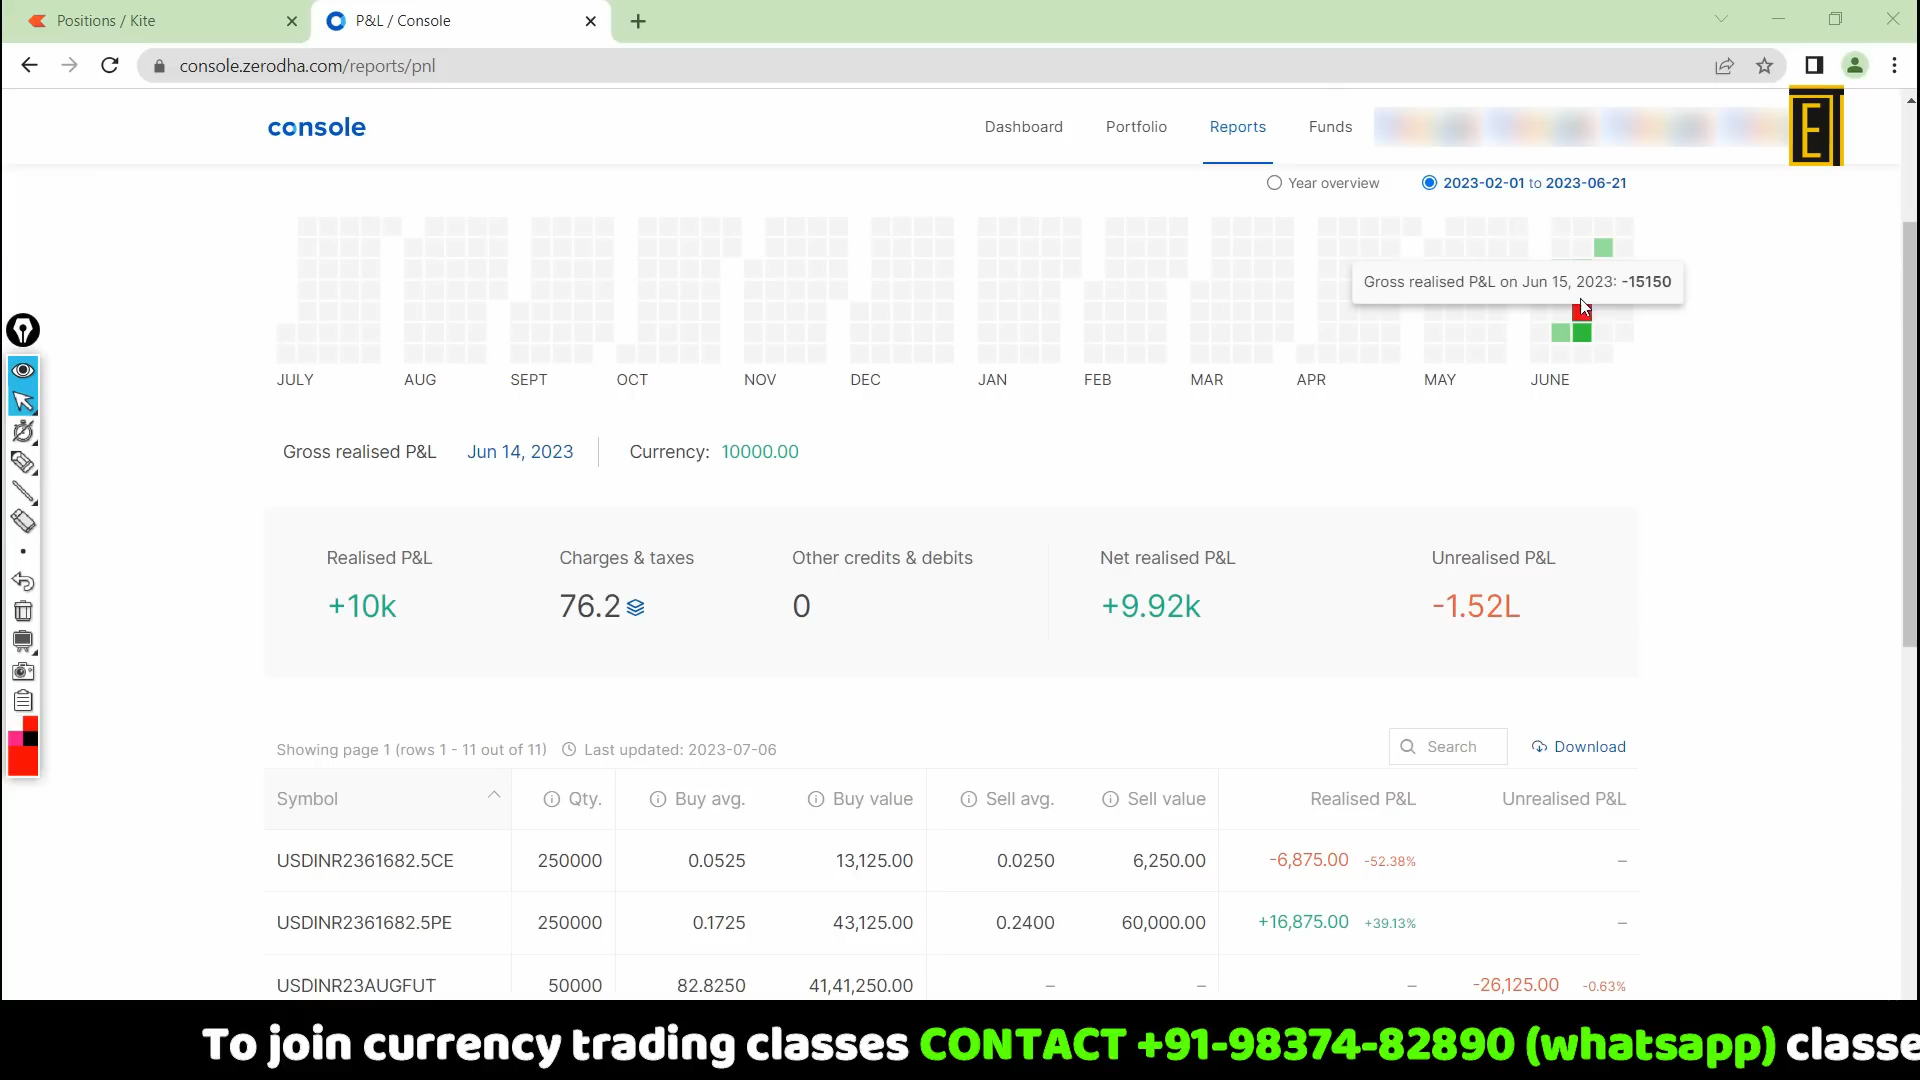 Positions / Kite
P&L / Console
console.zerodha.com/reports/pnl
console
Dashboard Portfolio Reports Funds
E
Year overview 2023-02-01 to 2023-06-21
Gross realised P&L on Jun 15, 2023: -15150
JULY AUG SEPT OCT NOV DEC JAN FEB MAR APR MAY JUNE
Gross realised P&L Jun 14, 2023 Currency: 10000.00
Realised P&L Charges & taxes Other credits & debits Net realised P&L Unrealised P&L
+10k 76.2 0 +9.92k -1.52L
Showing page 1 (rows 1 - 11 out of 11) Last updated: 2023-07-06 Search Download
Symbol Qty. Buy avg. Buy value Sell avg. Sell value Realised P&L Unrealised P&L
USDINR2361682.5CE 250000 0.0525 13,125.00 0.0250 6,250.00 -6,875.00 -52.38% –
USDINR2361682.5PE 250000 0.1725 43,125.00 0.2400 60,000.00 +16,875.00 +39.13% –
USDINR23AUGFUT 50000 82.8250 41,41,250.00 – – – -26,125.00 -0.63%
To join currency trading classes CONTACT +91-98374-82890 (whatsapp) classe